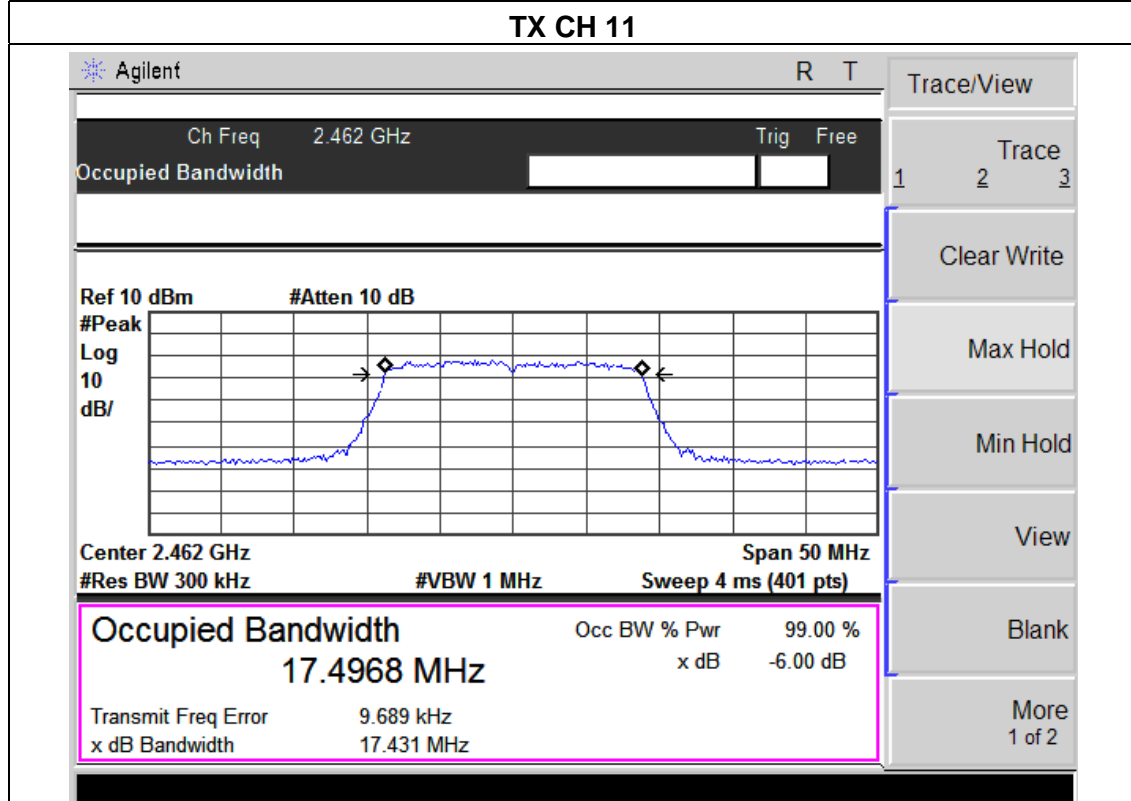 TX CH 11
Agilent R T
Ch Freq 2.462 GHz Trig Free
Occupied Bandwidth
Ref 10 dBm #Atten 10 dB
#Peak
Log
10
dB/
Center 2.462 GHz Span 50 MHz
#Res BW 300 kHz #VBW 1 MHz Sweep 4 ms (401 pts)
Occupied Bandwidth Occ BW % Pwr 99.00 %
17.4968 MHz x dB -6.00 dB
Transmit Freq Error 9.689 kHz
x dB Bandwidth 17.431 MHz
Trace/View
Trace
1 2 3
Clear Write
Max Hold
Min Hold
View
Blank
More
1 of 2